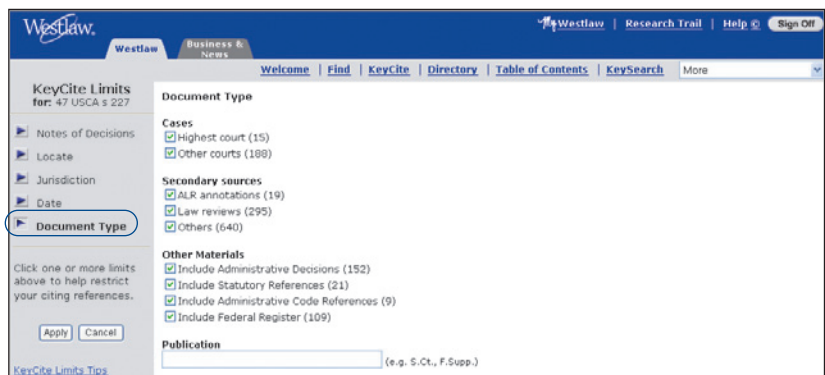 Westlaw.
Westlaw
Business & News
My Westlaw | Research Trail | Help | Sign Off
Welcome | Find | KeyCite | Directory | Table of Contents | KeySearch
More
KeyCite Limits
for: 47 USCA s 227
Notes of Decisions
Locate
Jurisdiction
Date
Document Type
Click one or more limits
above to help restrict
your citing references.
Apply Cancel
KeyCite Limits Tips
Document Type
Cases
Highest court (15)
Other courts (188)
Secondary sources
ALR annotations (19)
Law reviews (295)
Others (640)
Other Materials
Include Administrative Decisions (152)
Include Statutory References (21)
Include Administrative Code References (9)
Include Federal Register (109)
Publication
(e.g. S.Ct., F.Supp.)